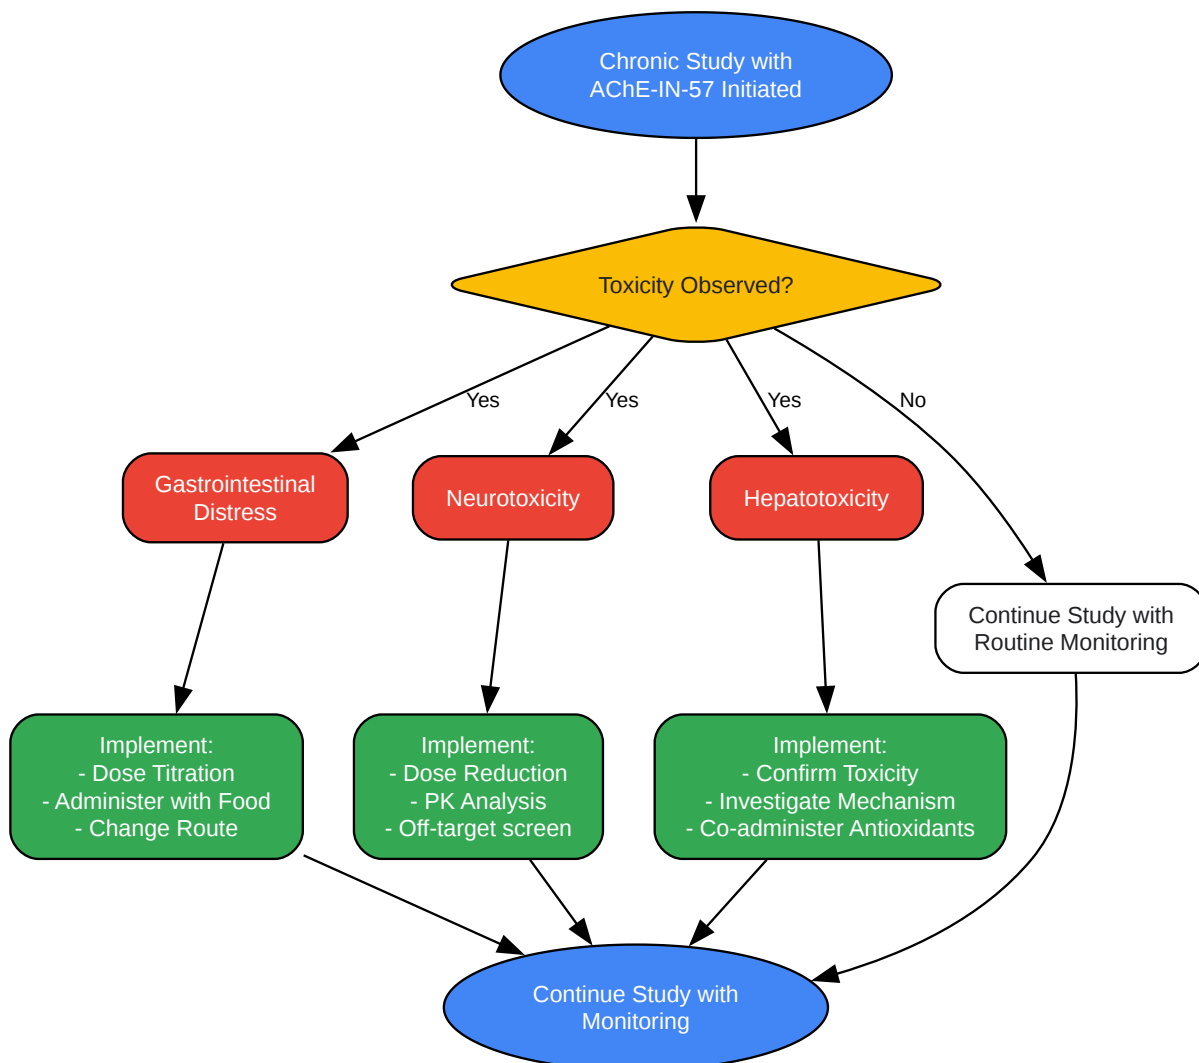 Chronic Study with
AChE-IN-57 Initiated
Toxicity Observed?
Yes
Yes
Yes
No
Gastrointestinal
Distress
Neurotoxicity
Hepatotoxicity
Continue Study with
Routine Monitoring
Implement:
- Dose Titration
- Administer with Food
- Change Route
Implement:
- Dose Reduction
- PK Analysis
- Off-target screen
Implement:
- Confirm Toxicity
- Investigate Mechanism
- Co-administer Antioxidants
Continue Study with
Monitoring